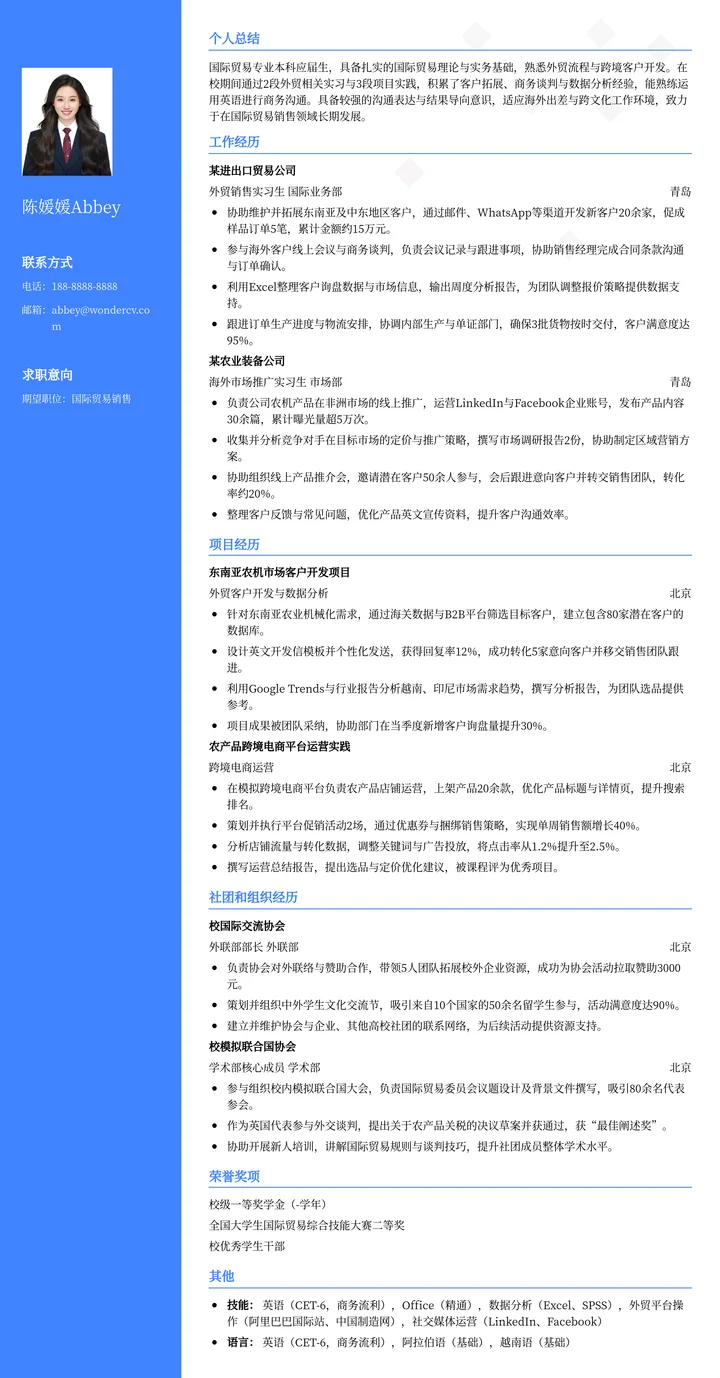 陈媛媛Abbey
联系方式
电话：188-8888-8888
邮箱：abbey@wondercv.co
m
求职意向
期望职位：国际贸易销售
个人总结
国际贸易专业本科应届生，具备扎实的国际贸易理论与实务基础，熟悉外贸流程与跨境客户开发。在
校期间通过2段外贸相关实习与3段项目实践，积累了客户拓展、商务谈判与数据分析经验，能熟练运
用英语进行商务沟通。具备较强的沟通表达与结果导向意识，适应海外出差与跨文化工作环境，致力
于在国际贸易销售领域长期发展。
工作经历
某进出口贸易公司
外贸销售实习生 国际业务部 青岛
• 协助维护并拓展东南亚及中东地区客户，通过邮件、WhatsApp等渠道开发新客户20余家，促成
样品订单5笔，累计金额约15万元。
• 参与海外客户线上会议与商务谈判，负责会议记录与跟进事项，协助销售经理完成合同条款沟通
与订单确认。
• 利用Excel整理客户询盘数据与市场信息，输出周度分析报告，为团队调整报价策略提供数据支
持。
• 跟进订单生产进度与物流安排，协调内部生产与单证部门，确保3批货物按时交付，客户满意度达
95%。
某农业装备公司
海外市场推广实习生 市场部 青岛
• 负责公司农机产品在非洲市场的线上推广，运营LinkedIn与Facebook企业账号，发布产品内容
30余篇，累计曝光量超5万次。
• 收集并分析竞争对手在目标市场的定价与推广策略，撰写市场调研报告2份，协助制定区域营销方
案。
• 协助组织线上产品推介会，邀请潜在客户50余人参与，会后跟进意向客户并转交销售团队，转化
率约20%。
• 整理客户反馈与常见问题，优化产品英文宣传资料，提升客户沟通效率。
项目经历
东南亚农机市场客户开发项目
外贸客户开发与数据分析 北京
• 针对东南亚农业机械化需求，通过海关数据与B2B平台筛选目标客户，建立包含80家潜在客户的
数据库。
• 设计英文开发信模板并个性化发送，获得回复率12%，成功转化5家意向客户并移交销售团队跟
进。
• 利用Google Trends与行业报告分析越南、印尼市场需求趋势，撰写分析报告，为团队选品提供
参考。
• 项目成果被团队采纳，协助部门在当季度新增客户询盘量提升30%。
农产品跨境电商平台运营实践
跨境电商运营 北京
• 在模拟跨境电商平台负责农产品店铺运营，上架产品20余款，优化产品标题与详情页，提升搜索
排名。
• 策划并执行平台促销活动2场，通过优惠券与捆绑销售策略，实现单周销售额增长40%。
• 分析店铺流量与转化数据，调整关键词与广告投放，将点击率从1.2%提升至2.5%。
• 撰写运营总结报告，提出选品与定价优化建议，被课程评为优秀项目。
社团和组织经历
校国际交流协会
外联部部长 外联部 北京
• 负责协会对外联络与赞助合作，带领5人团队拓展校外企业资源，成功为协会活动拉取赞助3000
元。
• 策划并组织中外学生文化交流节，吸引来自10个国家的50余名留学生参与，活动满意度达90%。
• 建立并维护协会与企业、其他高校社团的联系网络，为后续活动提供资源支持。
校模拟联合国协会
学术部核心成员 学术部 北京
• 参与组织校内模拟联合国大会，负责国际贸易委员会议题设计及背景文件撰写，吸引80余名代表
参会。
• 作为英国代表参与外交谈判，提出关于农产品关税的决议草案并获通过，获“最佳阐述奖”。
• 协助开展新人培训，讲解国际贸易规则与谈判技巧，提升社团成员整体学术水平。
荣誉奖项
校级一等奖学金（-学年）
全国大学生国际贸易综合技能大赛二等奖
校优秀学生干部
其他
• 技能： 英语（CET-6，商务流利），Office（精通），数据分析（Excel、SPSS），外贸平台操
作（阿里巴巴国际站、中国制造网），社交媒体运营（LinkedIn、Facebook）
• 语言： 英语（CET-6，商务流利），阿拉伯语（基础），越南语（基础）